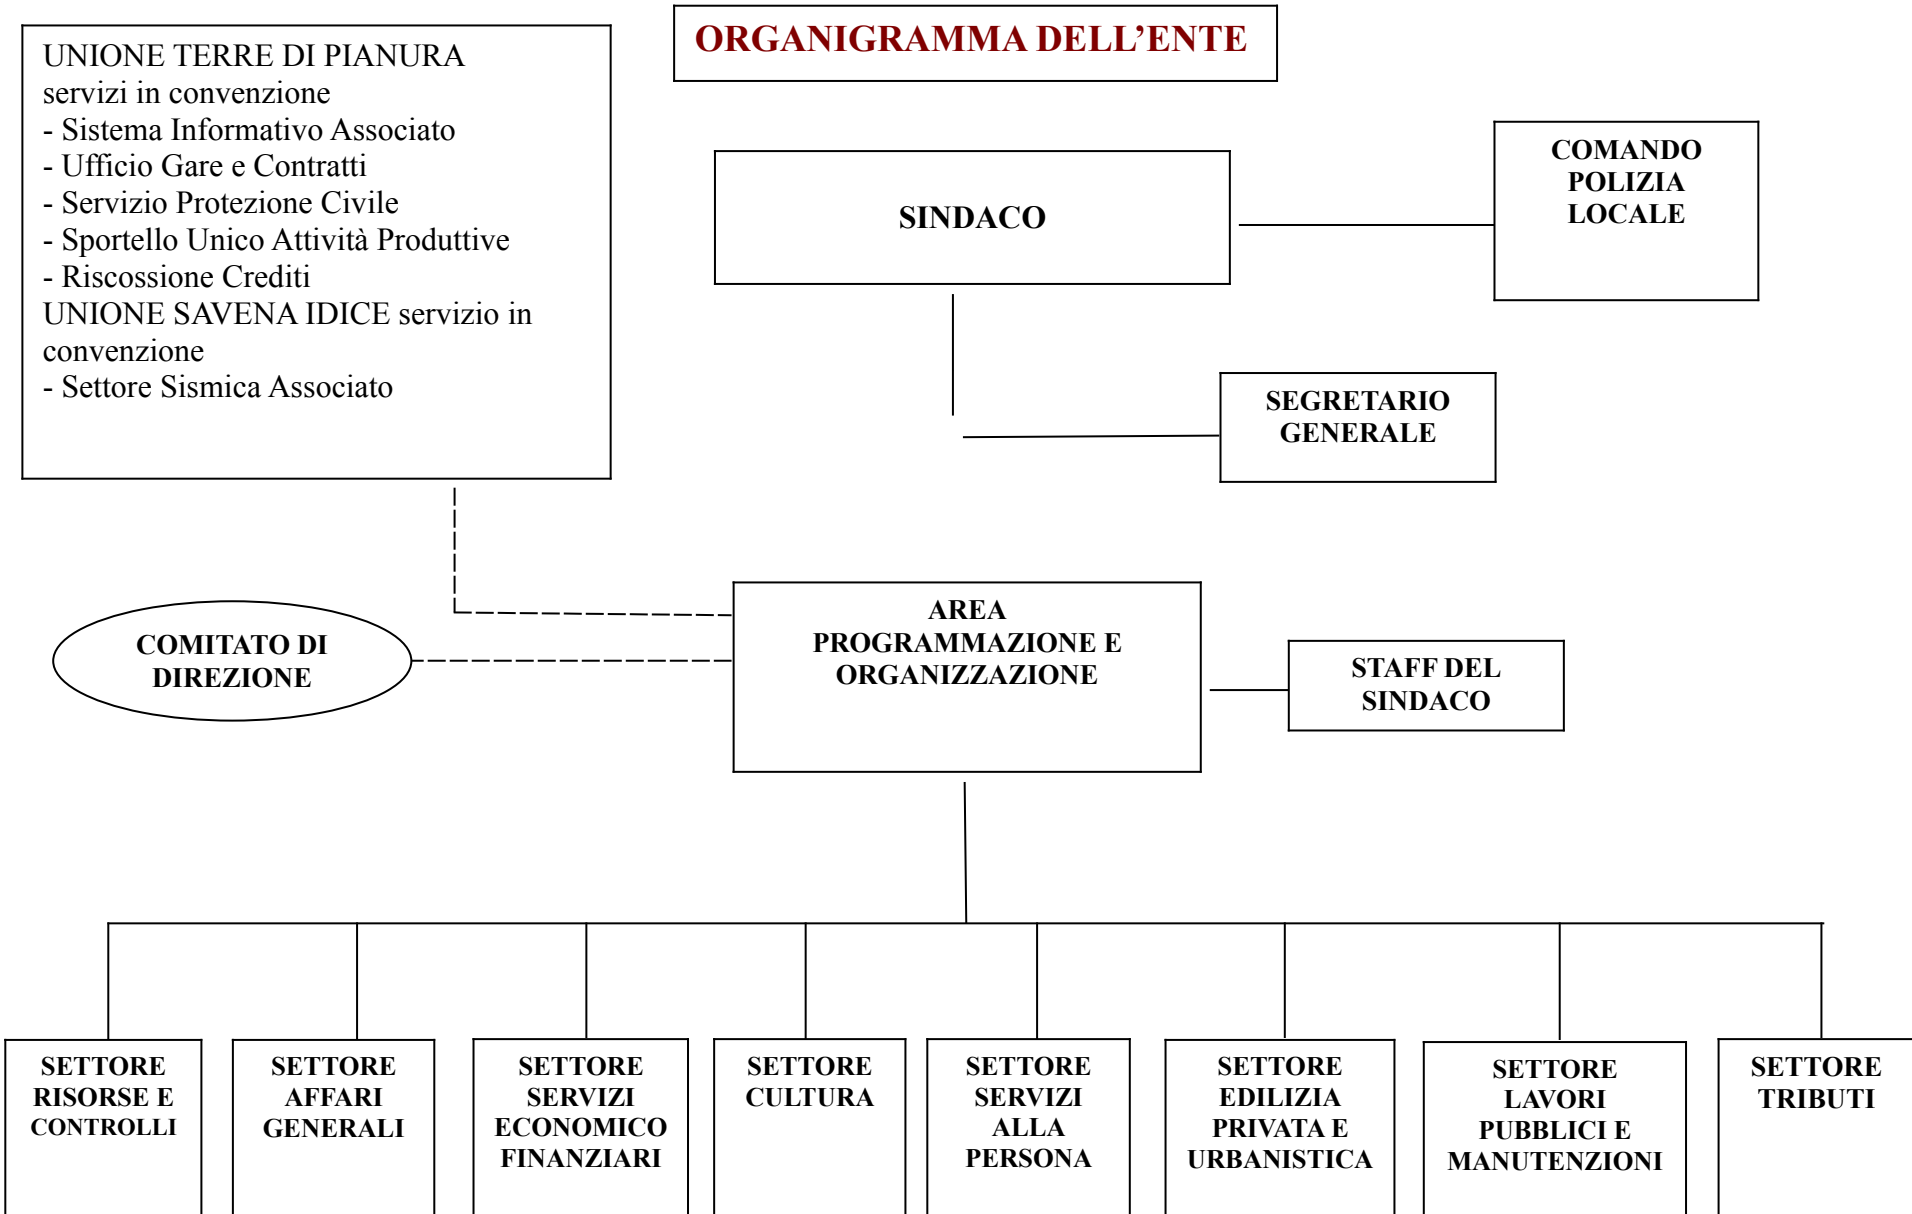 ORGANIGRAMMA DELL'ENTE
UNIONE TERRE DI PIANURA
servizi in convenzione
- Sistema Informativo Associato
- Ufficio Gare e Contratti
- Servizio Protezione Civile
- Sportello Unico Attività Produttive
- Riscossione Crediti
UNIONE SAVENA IDICE servizio in
convenzione
- Settore Sismica Associato
SINDACO
COMANDO
POLIZIA
LOCALE
SEGRETARIO
GENERALE
COMITATO DI
DIREZIONE
AREA
PROGRAMMAZIONE E
ORGANIZZAZIONE
STAFF DEL
SINDACO
SETTORE
RISORSE E
CONTROLLI
SETTORE
AFFARI
GENERALI
SETTORE
SERVIZI
ECONOMICO
FINANZIARI
SETTORE
CULTURA
SETTORE
SERVIZI
ALLA
PERSONA
SETTORE
EDILIZIA
PRIVATA E
URBANISTICA
SETTORE
LAVORI
PUBBLICI E
MANUTENZIONI
SETTORE
TRIBUTI